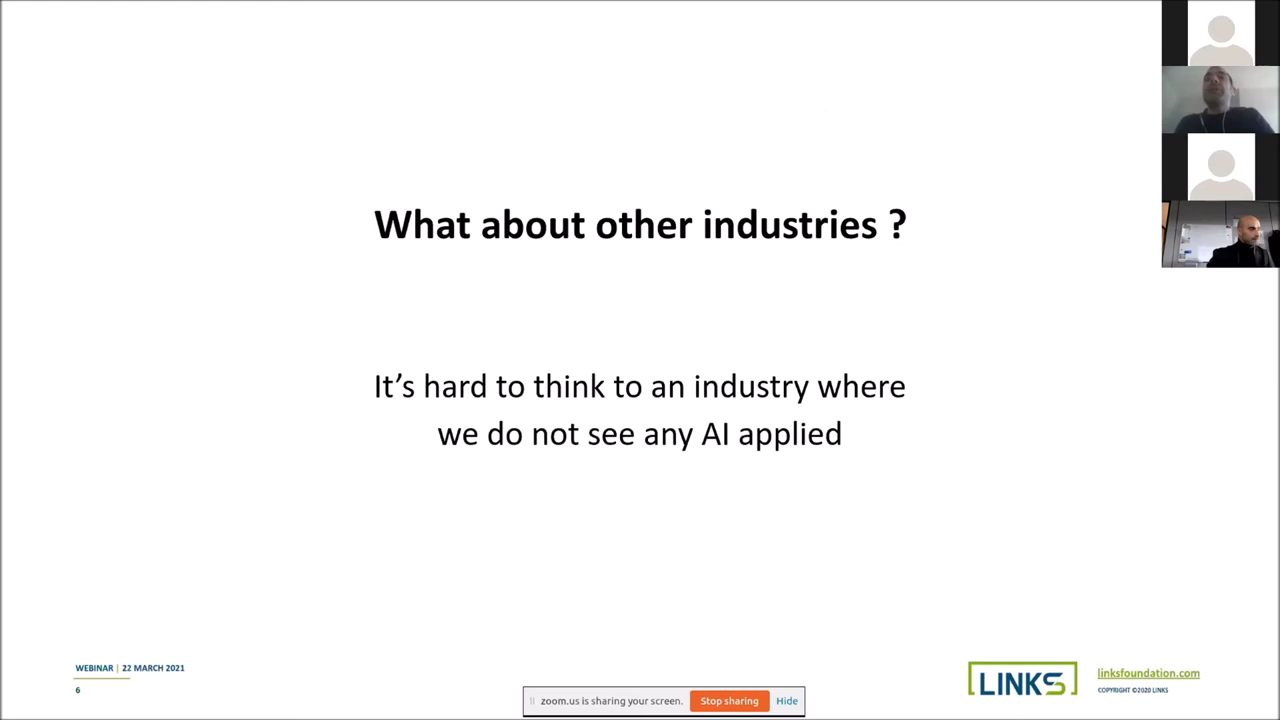 What about other industries ?
It’s hard to think to an industry where
we do not see any AI applied
WEBINAR | 22 MARCH 2021
6
zoom.us is sharing your screen. Stop sharing Hide
LINKS
linksfoundation.com
COPYRIGHT ©2020 LINKS